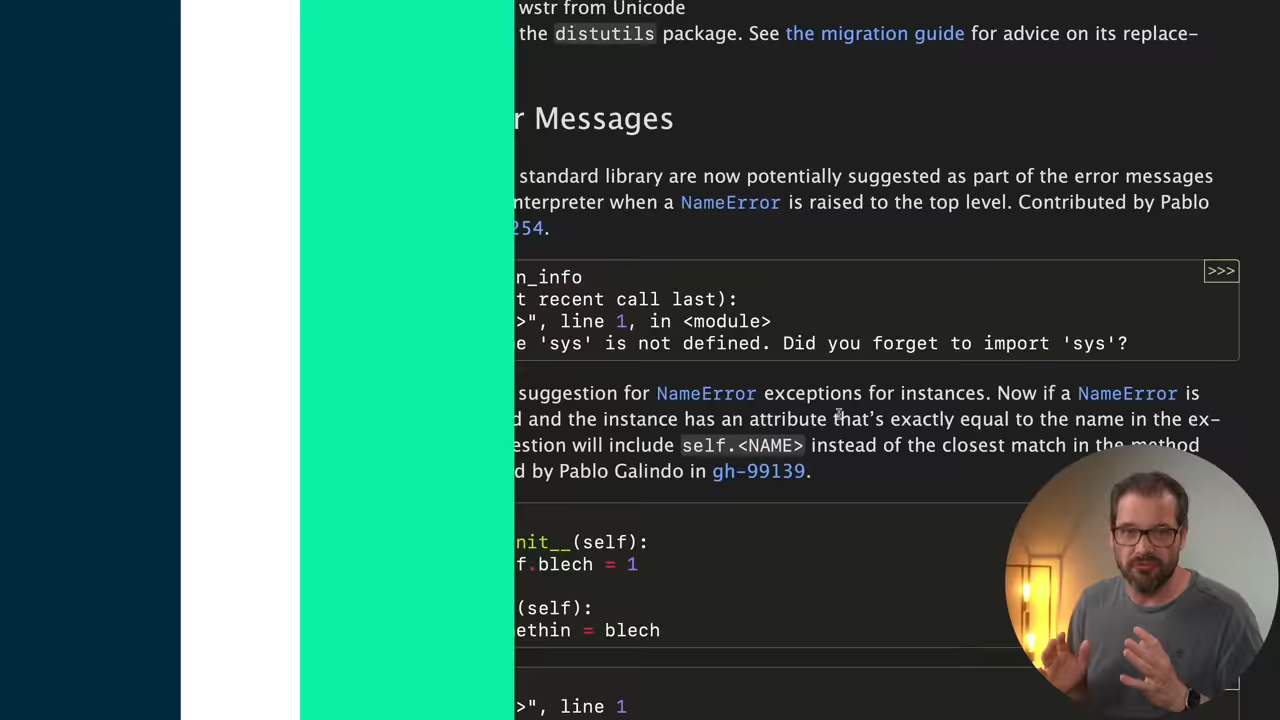 wstr from Unicode
the distutils package. See the migration guide for advice on its replace-
r Messages
standard library are now potentially suggested as part of the error messages
nterpreter when a NameError is raised to the top level. Contributed by Pablo
254.
>>>
n_info
t recent call last):
>", line 1, in <module>
e 'sys' is not defined. Did you forget to import 'sys'?
suggestion for NameError exceptions for instances. Now if a NameError is
d and the instance has an attribute that’s exactly equal to the name in the ex-
estion will include self.<NAME> instead of the closest match in the method
d by Pablo Galindo in gh-99139.
nit__(self):
f.blech = 1
(self):
ethin = blech
>", line 1